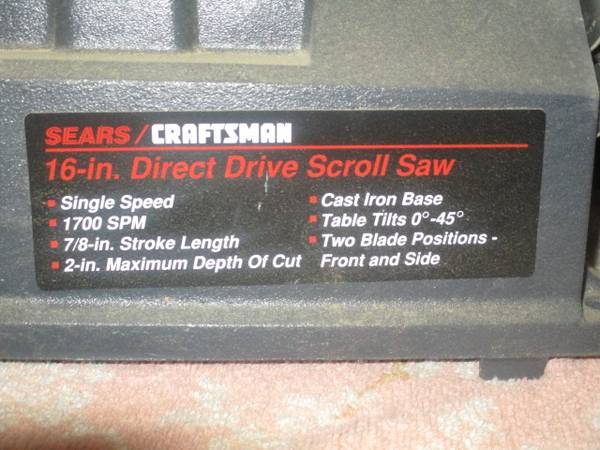 SEARS / CRAFTSMAN
16-in. Direct Drive Scroll Saw
Single Speed
1700 SPM
7/8-in. Stroke Length
2-in. Maximum Depth Of Cut
Cast Iron Base
Table Tilts 0°-45°
Two Blade Positions -
Front and Side